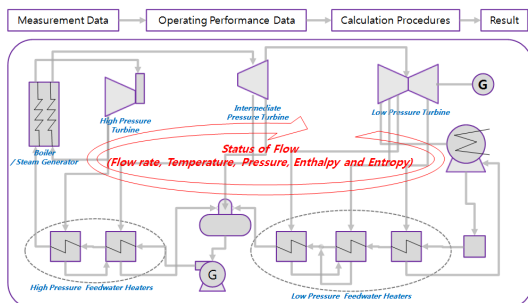 Measurement Data
Operating Performance Data
Calculation Procedures
Result
High Pressure
Turbine
Intermediate
Pressure Turbine
Low Pressure Turbine
G
Boiler
/ Steam Generator
Status of Flow
(Flow rate, Temperature, Pressure, Enthalpy and Entropy)
G
High Pressure Feedwater Heaters
Low Pressure Feedwater Heaters